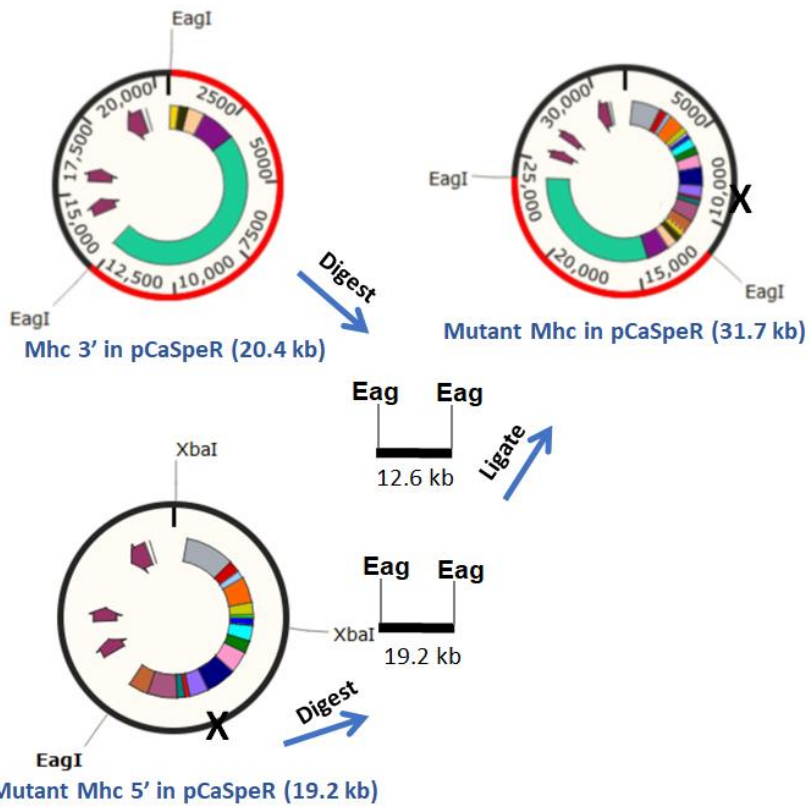 EagI
20,000
2500
17,500
5000
15,000
7500
12,500
10,000
EagI
Mhc 3’ in pCaSpeR (20.4 kb)
Digest
30,000
5000
EagI
25,000
10,000
X
20,000
15,000
EagI
Mutant Mhc in pCaSpeR (31.7 kb)
Eag Eag
12.6 kb
Ligate
XbaI
XbaI
Eag Eag
19.2 kb
X
Digest
EagI
Mutant Mhc 5’ in pCaSpeR (19.2 kb)